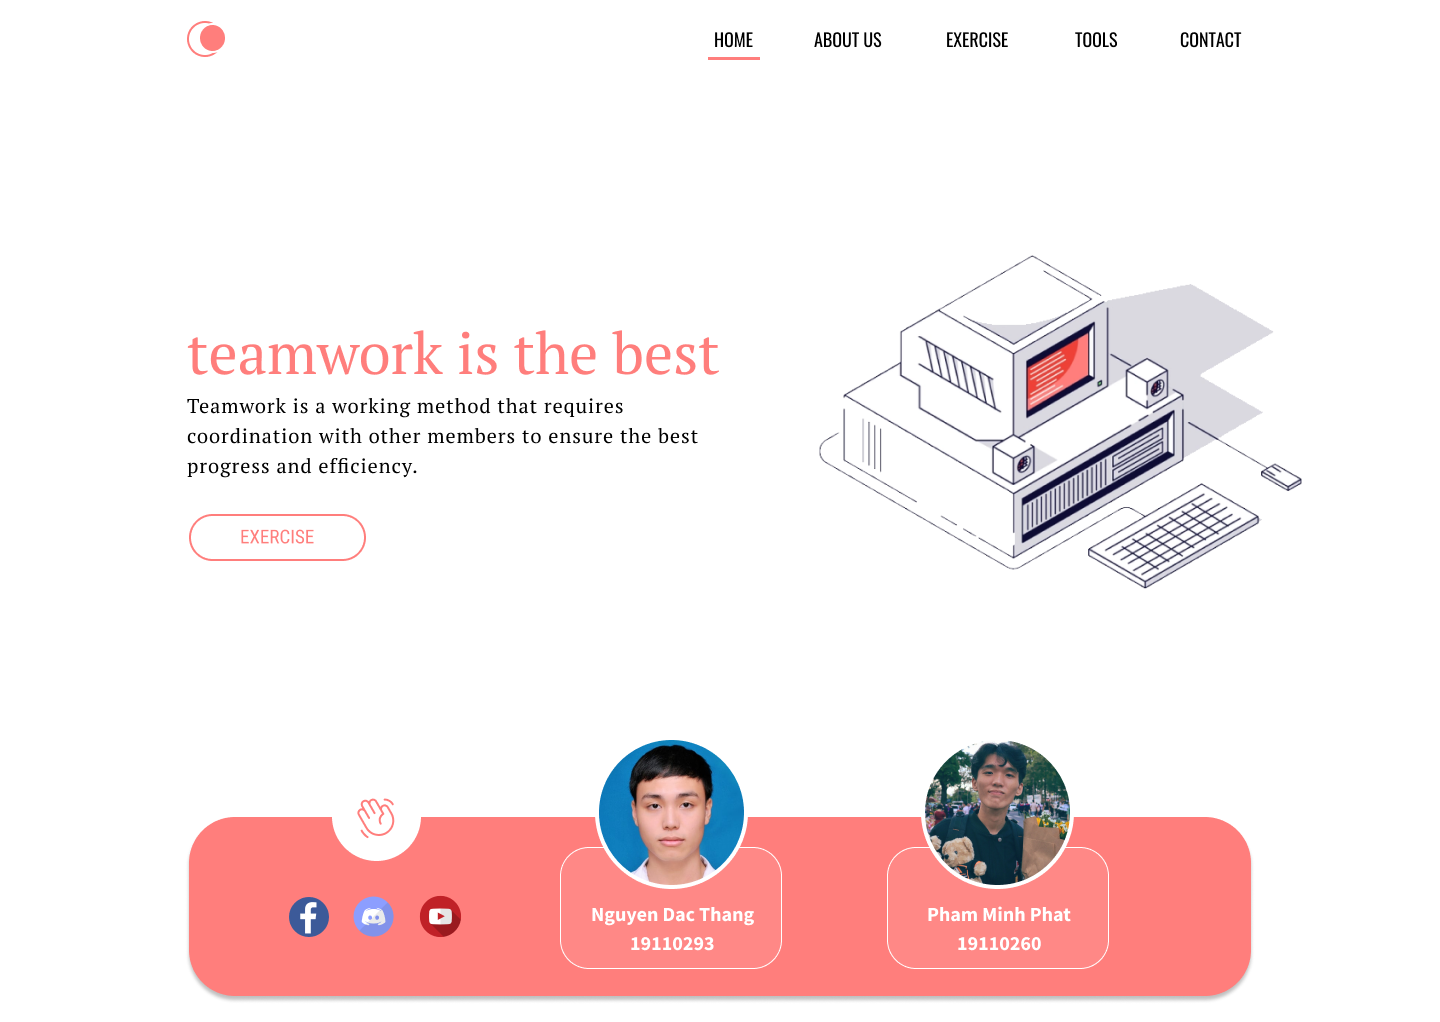 HOME ABOUT US EXERCISE TOOLS CONTACT
teamwork is the best
Teamwork is a working method that requires
coordination with other members to ensure the best
progress and efficiency.
EXERCISE
Nguyen Dac Thang
19110293
Pham Minh Phat
19110260